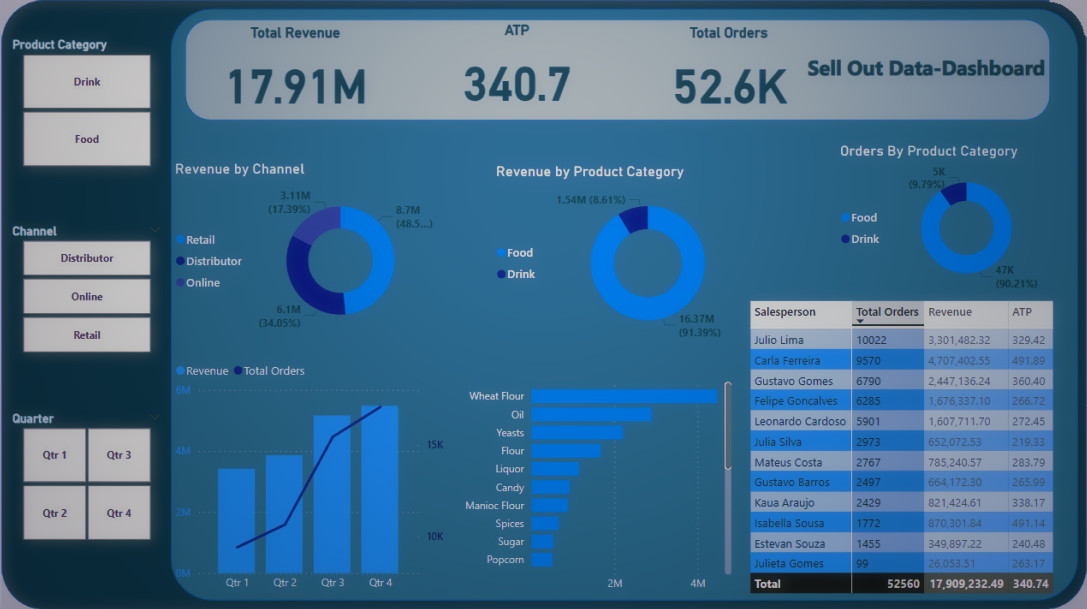 Product Category
Drink
Food
Channel
Distributor
Online
Retail
Quarter
Qtr 1
Qtr 3
Qtr 2
Qtr 4
Total Revenue
17.91M
ATP
340.7
Total Orders
52.6K
Sell Out Data-Dashboard
Revenue by Channel
Retail
Distributor
Online
3.11M
(17.39%)
8.7M
(48.5...)
6.1M
(34.05%)
Revenue by Product Category
Food
Drink
1.54M (8.61%)
16.37M
(91.39%)
Orders By Product Category
Food
Drink
5K
(9.79%)
47K
(90.21%)
Revenue Total Orders
6M
4M
2M
0M
15K
10K
Qtr 1 Qtr 2 Qtr 3 Qtr 4
Wheat Flour
Oil
Yeasts
Flour
Liquor
Candy
Manioc Flour
Spices
Sugar
Popcorn
2M 4M
Salesperson Total Orders Revenue ATP
Julio Lima 10022 3,301,482.32 329.42
Carla Ferreira 9570 4,707,402.55 491.89
Gustavo Gomes 6790 2,447,136.24 360.40
Felipe Goncalves 6285 1,676,337.10 266.72
Leonardo Cardoso 5901 1,607,711.70 272.45
Julia Silva 2973 652,072.53 219.33
Mateus Costa 2767 785,240.57 283.79
Gustavo Barros 2497 664,172.30 265.99
Kaua Araujo 2429 821,424.61 338.17
Isabella Sousa 1772 870,301.84 491.14
Estevan Souza 1455 349,897.22 240.48
Julieta Gomes 99 26,053.51 263.17
Total 52560 17,909,232.49 340.74